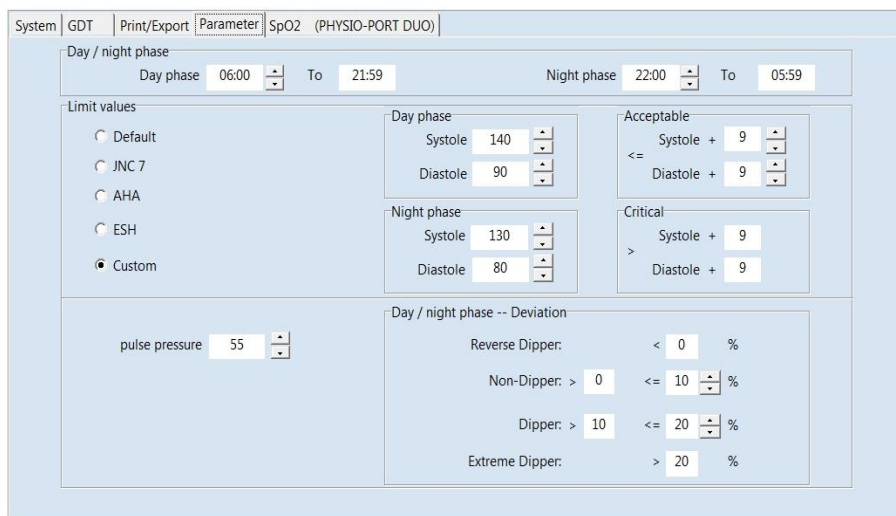 System GDT Print/Export Parameter SpO2 (PHYSIO-PORT DUO)
Day / night phase
Day phase 06:00 To 21:59 Night phase 22:00 To 05:59
Limit values
Default
JNC 7
AHA
ESH
Custom
Day phase
Systole 140
Diastole 90
Acceptable
<= Systole + 9
Diastole + 9
Night phase
Systole 130
Diastole 80
Critical
> Systole + 9
Diastole + 9
pulse pressure 55
Day / night phase -- Deviation
Reverse Dipper: < 0 %
Non-Dipper: > 0 <= 10 %
Dipper: > 10 <= 20 %
Extreme Dipper: > 20 %